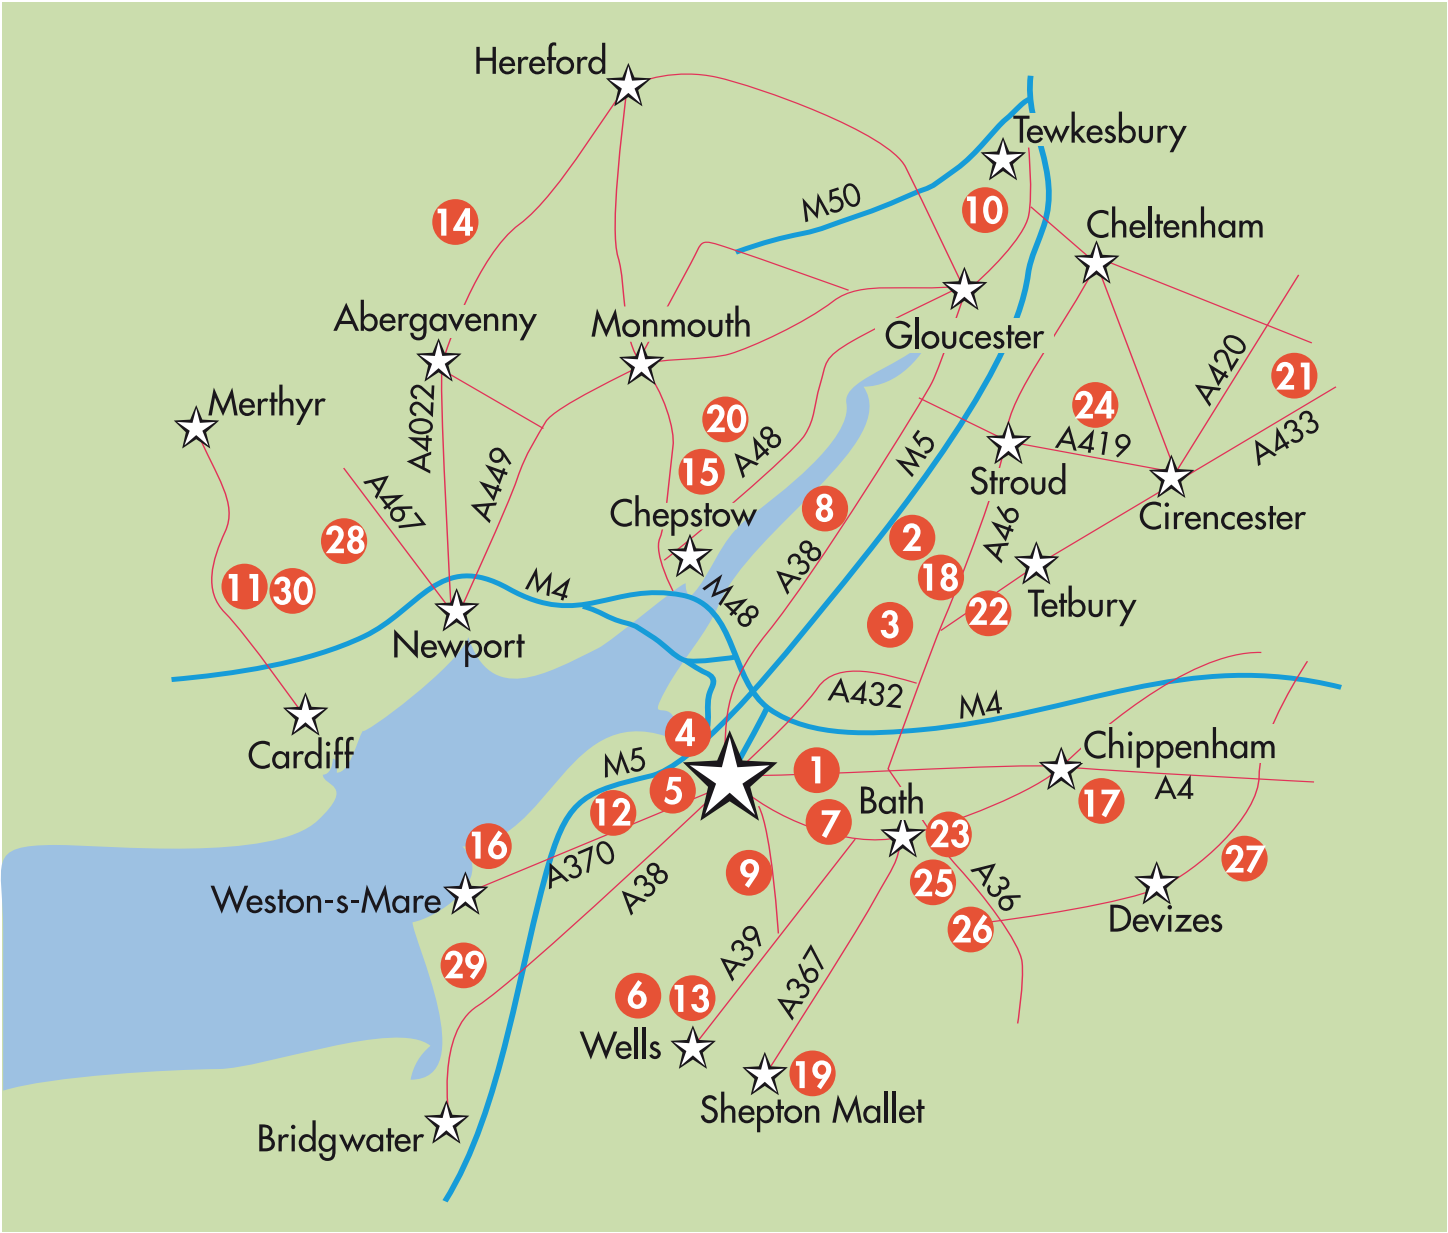 Hereford
Tewkesbury
M50
14
10
Cheltenham
Abergavenny
Monmouth
Gloucester
A420
21
Merthyr
A4022
20
24
A419
A433
A449
15
A48
M5
A467
Stroud
Chepstow
8
Cirencester
28
2
A46
A38
18
11
30
M4
M48
22
Tetbury
3
Newport
A432
M4
4
Cardiff
Chippenham
M5
1
5
A4
Bath
17
12
7
23
16
A370
9
27
A38
25
A36
Weston-s-Mare
Devizes
26
A39
29
A367
6
13
Wells
19
Shepton Mallet
Bridgwater